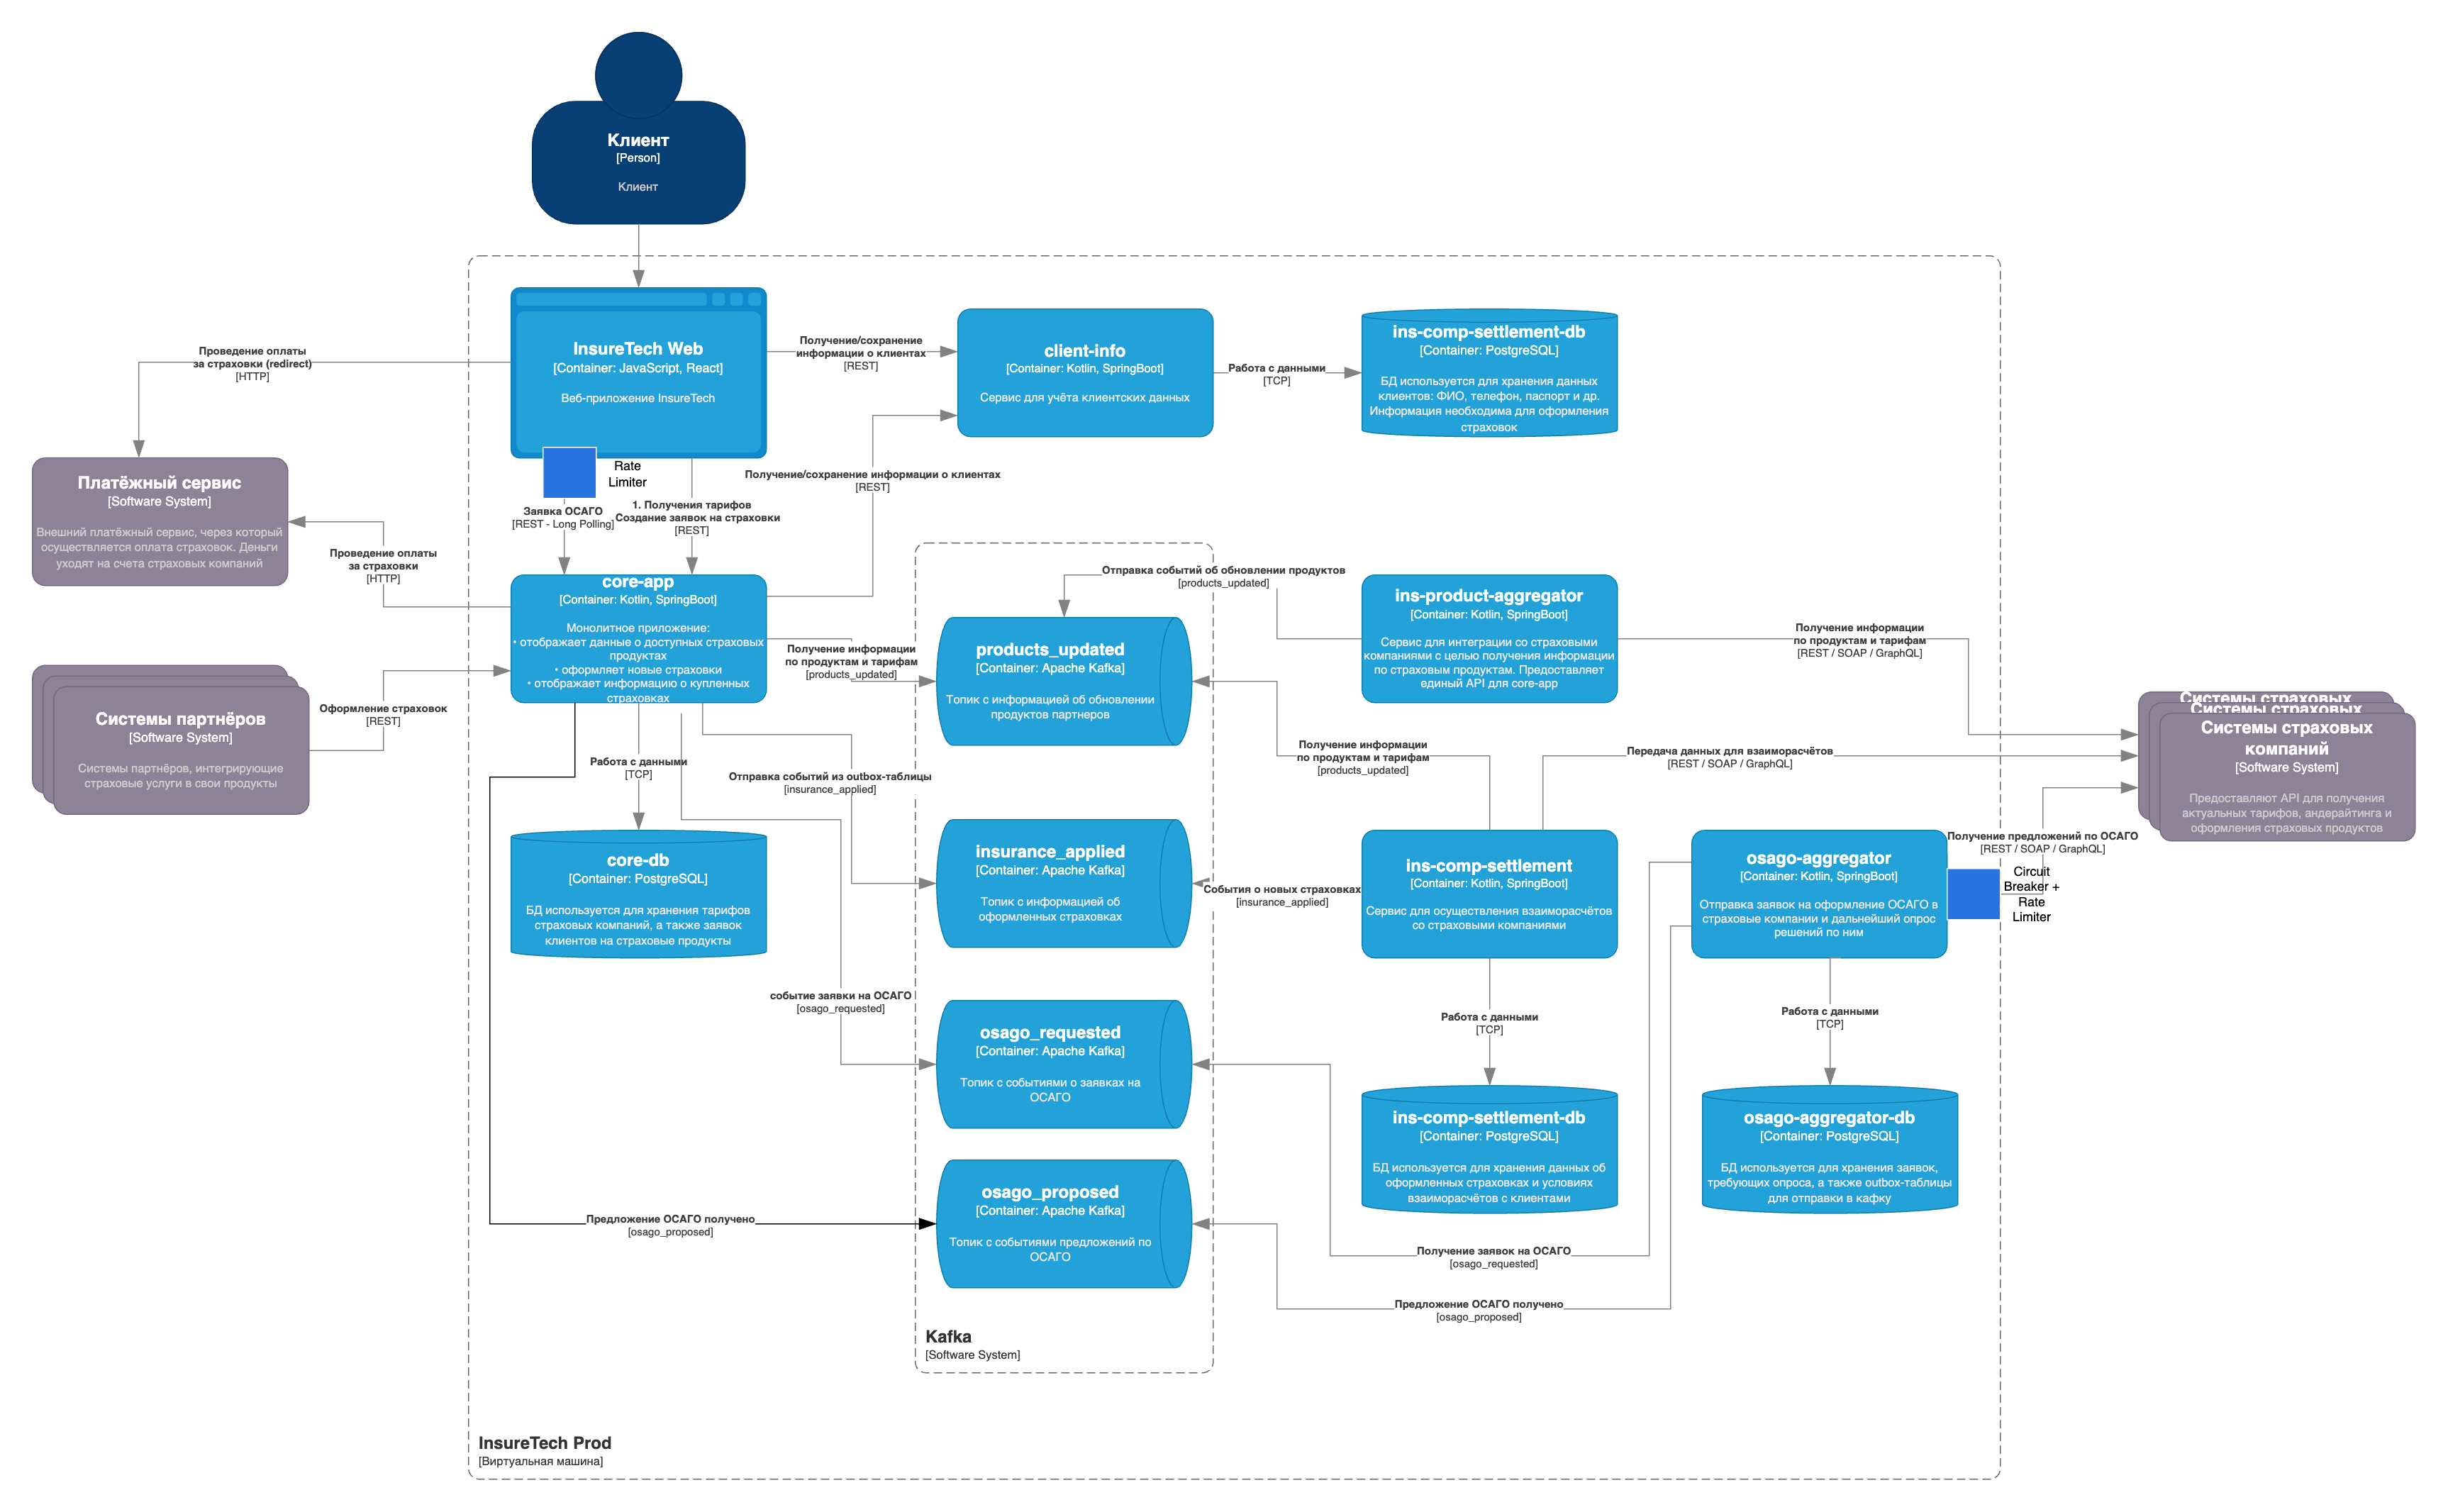 Клиент
[Person]
Клиент
InsureTech Web
[Container: JavaScript, React]
Веб-приложение InsureTech
Получение/сохранение
информации о клиентах
[REST]
client-info
[Container: Kotlin, SpringBoot]
Сервис для учёта клиентских данных
Работа с данными
[TCP]
ins-comp-settlement-db
[Container: PostgreSQL]
БД используется для хранения данных
клиентов: ФИО, телефон, паспорт и др.
Информация необходима для оформления
страховок
Проведение оплаты
за страховки (redirect)
[HTTP]
Платёжный сервис
[Software System]
Внешний платёжный сервис, через который
осуществляется оплата страховок. Деньги
уходят на счета страховых компаний
Rate
Limiter
Заявка ОСАГО
[REST - Long Polling]
1. Получения тарифов
Создание заявок на страховки
[REST]
Получение/сохранение информации о клиентах
[REST]
Проведение оплаты
за страховки
[HTTP]
core-app
[Container: Kotlin, SpringBoot]
Монолитное приложение:
• отображает данные о доступных страховых
продуктах
• оформляет новые страховки
• отображает информацию о купленных
страховках
Отправка событий об обновлении продуктов
[products_updated]
ins-product-aggregator
[Container: Kotlin, SpringBoot]
Сервис для интеграции со страховыми
компаниями с целью получения информации
по страховым продуктам. Предоставляет
единый API для core-app
Получение информации
по продуктам и тарифам
[REST / SOAP / GraphQL]
Получение информации
по продуктам и тарифам
[products_updated]
products_updated
[Container: Apache Kafka]
Топик с информацией об обновлении
продуктов партнеров
Системы партнёров
[Software System]
Системы партнёров, интегрирующие
страховые услуги в свои продукты
Оформление страховок
[REST]
Системы страховых
Системы страховых
Системы страховых
компаний
[Software System]
Предоставляют API для получения
актуальных тарифов, андерайтинга и
оформления страховых продуктов
Получение информации
по продуктам и тарифам
[products_updated]
Передача данных для взаиморасчётов
[REST / SOAP / GraphQL]
Работа с данными
[TCP]
Отправка событий из outbox-таблицы
[insurance_applied]
core-db
[Container: PostgreSQL]
БД используется для хранения тарифов
страховых компаний, а также заявок
клиентов на страховые продукты
insurance_applied
[Container: Apache Kafka]
Топик с информацией об
оформленных страховках
События о новых страховках
[insurance_applied]
ins-comp-settlement
[Container: Kotlin, SpringBoot]
Сервис для осуществления взаиморасчётов
со страховыми компаниями
osago-aggregator
[Container: Kotlin, SpringBoot]
Отправка заявок на оформление ОСАГО в
страховые компании и дальнейший опрос
решений по ним
Получение предложений по ОСАГО
[REST / SOAP / GraphQL]
Circuit
Breaker +
Rate
Limiter
событие заявки на ОСАГО
[osago_requested]
osago_requested
[Container: Apache Kafka]
Топик с событиями о заявках на
ОСАГО
Работа с данными
[TCP]
Работа с данными
[TCP]
ins-comp-settlement-db
[Container: PostgreSQL]
БД используется для хранения данных об
оформленных страховках и условиях
взаиморасчётов с клиентами
osago-aggregator-db
[Container: PostgreSQL]
БД используется для хранения заявок,
требующих опроса, а также outbox-таблицы
для отправки в кафку
Предложение ОСАГО получено
[osago_proposed]
osago_proposed
[Container: Apache Kafka]
Топик с событиями предложений по
ОСАГО
Получение заявок на ОСАГО
[osago_requested]
Предложение ОСАГО получено
[osago_proposed]
Kafka
[Software System]
InsureTech Prod
[Виртуальная машина]